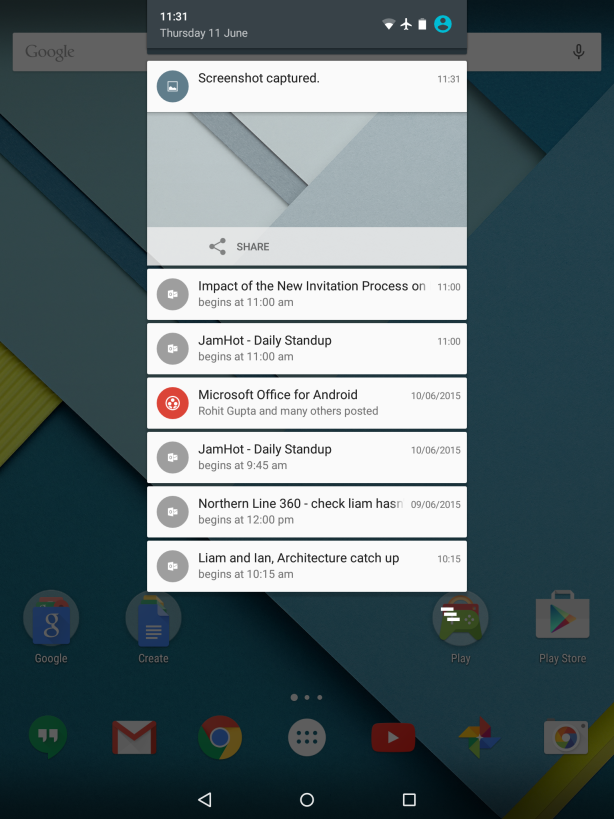 11:31
Thursday 11 June
Google
Screenshot captured.
11:31
SHARE
Impact of the New Invitation Process on
11:00
begins at 11:00 am
JamHot - Daily Standup
11:00
begins at 11:00 am
Microsoft Office for Android
10/06/2015
Rohit Gupta and many others posted
JamHot - Daily Standup
10/06/2015
begins at 9:45 am
Northern Line 360 - check liam hasn
09/06/2015
begins at 12:00 pm
Liam and Ian, Architecture catch up
10:15
begins at 10:15 am
Google
Create
Play
Play Store